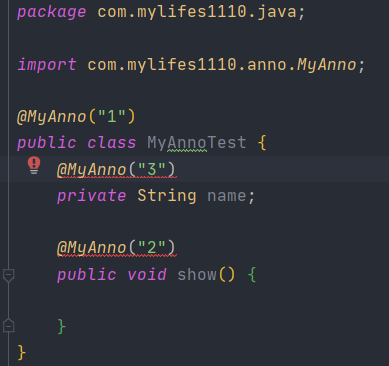 package com.mylifes1110.java;
import com.mylifes1110.anno.MyAnno;
@MyAnno("1")
public class MyAnnoTest {
@MyAnno("3")
private String name;
@MyAnno("2")
public void show() {
}
}